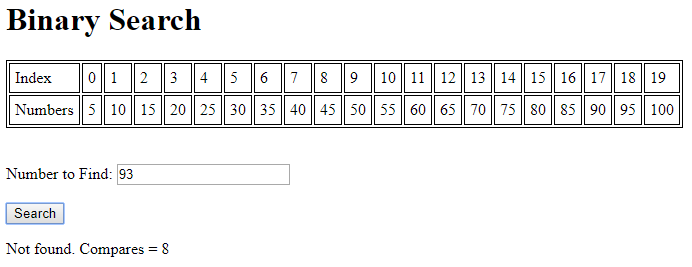 Binary Search
Index 0 1 2 3 4 5 6 7 8 9 10 11 12 13 14 15 16 17 18 19
Numbers 5 10 15 20 25 30 35 40 45 50 55 60 65 70 75 80 85 90 95 100
Number to Find: 93
Search
Not found. Compares = 8